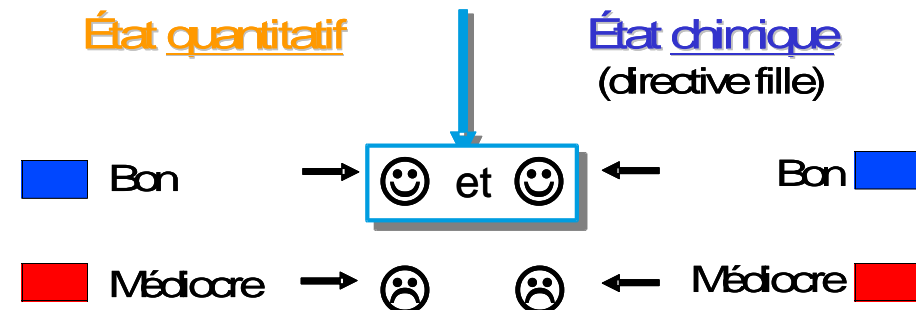 État quantitatif
État chimique
(directive fille)
Bon
et
Bon
Médiocre
Médiocre